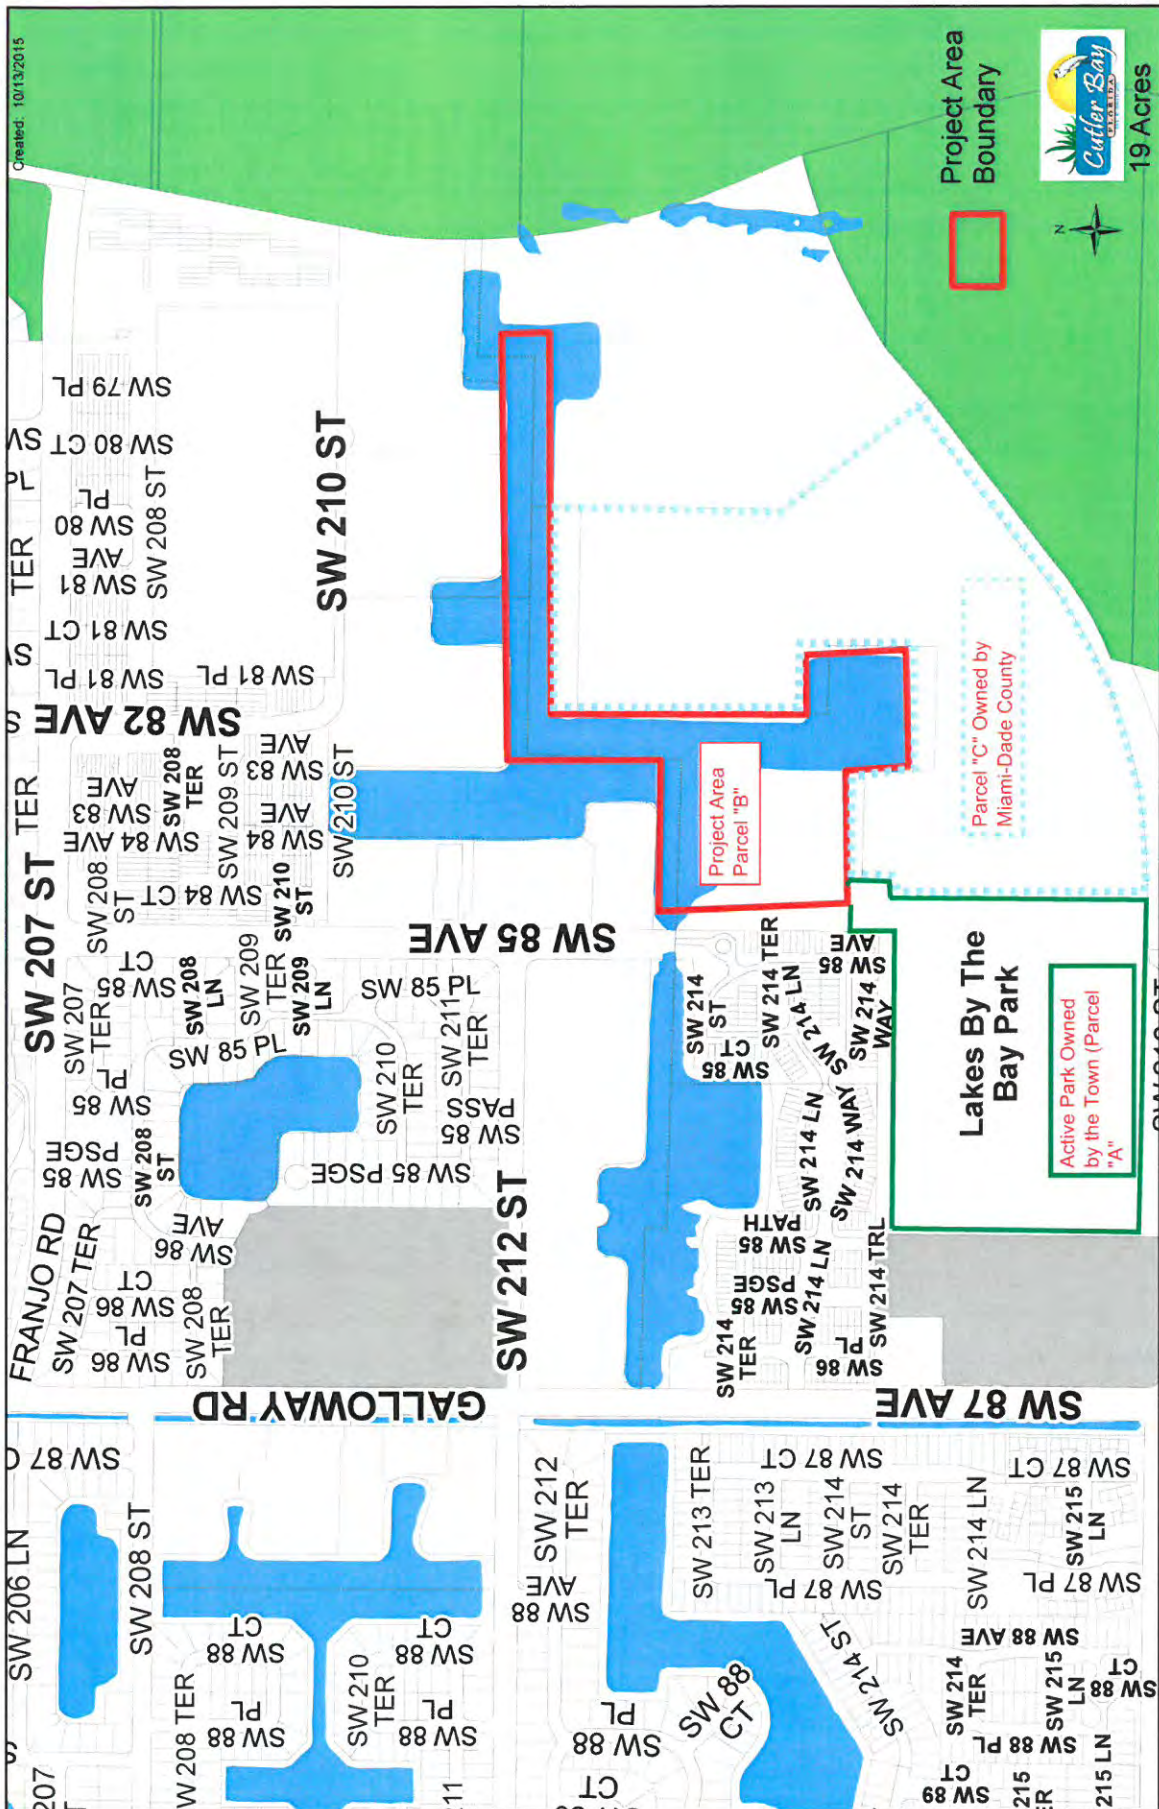 Created: 10/13/2015
SW 207 ST
TER
SW 79 PL
SW 80 CT
SW 80
PL
SW 81
AVE
SW 208 ST
TER
SW 81 CT
SW 81 PL
SW 81 PL
SW 82 AVE
SW 210 ST
SW 83
AVE
SW 208
TER
SW 84 AVE
SW 209 ST
SW 83
AVE
SW 84
AVE
SW 210 ST
SW 208
ST
SW 84 CT
SW 210
ST
SW 85 AVE
SW 207
TER
SW 85
CT
SW 208
LN
SW 209
TER
SW 209
LN
SW 85 PL
SW 85 PL
SW 85
PL
SW 210
TER
SW 211
TER
SW 85
PASS
SW 85
PSGE
SW 208
ST
SW 85 PSGE
SW 212 ST
FRANJO RD
SW 207 TER
SW 86
AVE
SW 86
CT
SW 86
PL
SW 208
TER
GALLOWAY RD
SW 87 AVE
SW 214
ST
SW 214 TER
SW 85
AVE
SW 85
CT
SW 214 LN
SW 214
WAY
SW 214 LN
SW 214 WAY
SW 85
PATH
SW 85
PSGE
SW 214 LN
SW 214 TRL
SW 214
TER
SW 86
PL
Project Area
Parcel "B"
Parcel "C" Owned by
Miami-Dade County
Lakes By The
Bay Park
Active Park Owned
by the Town (Parcel
"A"
Project Area
Boundary
N
Cutler Bay
FLORIDA
19 Acres
SW 206 LN
SW 208 ST
SW 88
CT
SW 88
CT
SW 208 TER
SW 88
PL
SW 210
TER
SW 88
PL
SW 212
TER
SW 88
AVE
SW 88
PL
SW 88
CT
SW 213 TER
SW 87 CT
SW 213
LN
SW 214
ST
SW 214
TER
SW 87 PL
SW 214 ST
SW 214 LN
SW 87 CT
SW 215
LN
SW 87 PL
SW 88 AVE
SW 214
TER
SW 215
LN
SW 88
CT
SW 88 PL
SW 89
CT
215 LN